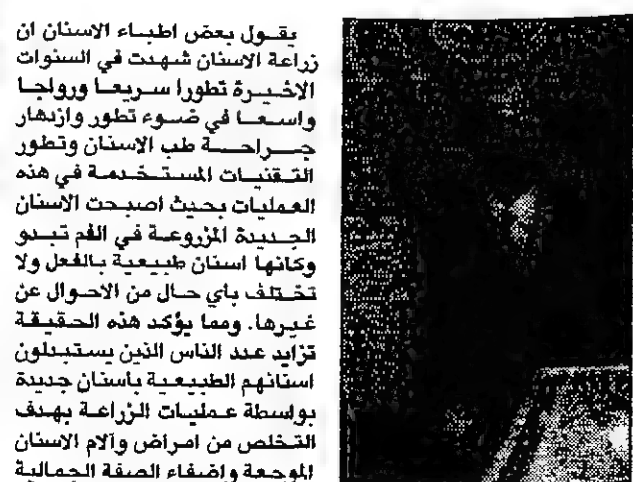 يقول بعض اطباء الاسنان ان
زراعة الاسنان شهدت في السنوات
الاخيرة تطورا سريعا ورواجا
واسعا في ضوء تطور وازدهار
جراحة طب الاسنان وتطور
التقنيات المستخدمة في هذه
العمليات بحيث اصبحت الاسنان
الجديدة المزروعة في الفم تبدو
وكانها اسنان طبيعية بالفعل ولا
تختلف باي حال من الاحوال عن
غيرها. ومما يؤكد هذه الحقيقة
تزايد عدد الناس الذين يستبدلون
اسنانهم الطبيعية بأسنان جديدة
بواسطة عمليات الزراعة بهدف
التخلص من امراض وآلام الاسنان
الموجعة واضفاء الصفة الجمالية